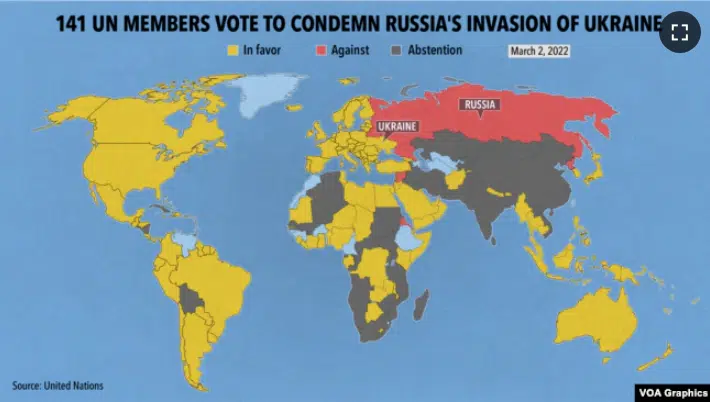 141 UN MEMBERS VOTE TO CONDEMN RUSSIA'S INVASION OF UKRAINE
In favor Against Abstention March 2, 2022
RUSSIA
UKRAINE
Source: United Nations
VOA Graphics